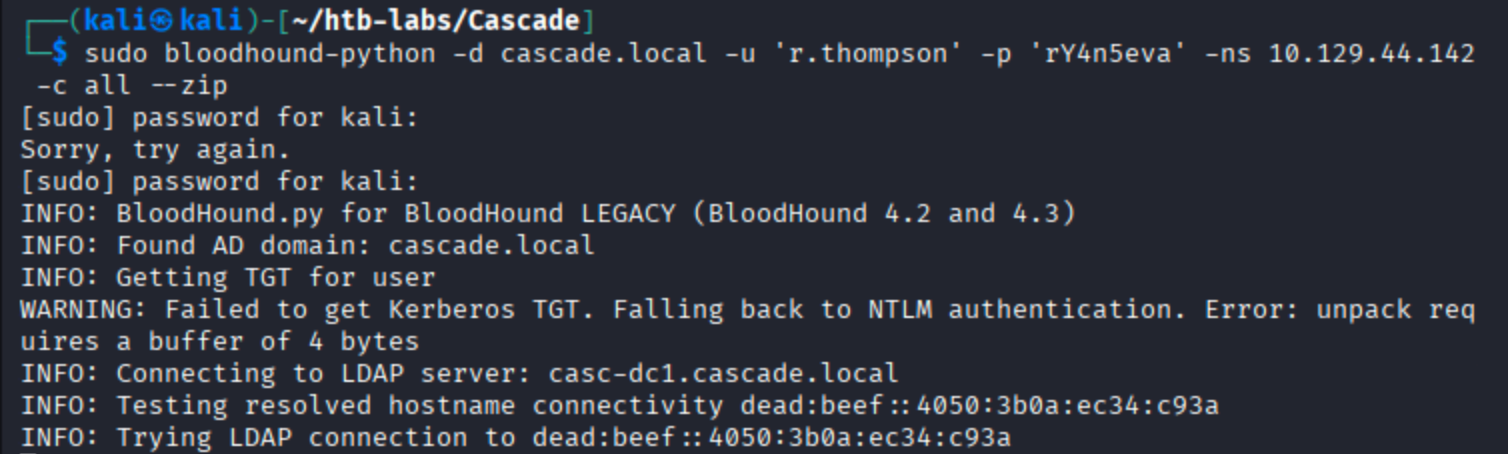 ┌──(kali㉿kali)-[~/htb-labs/Cascade]
└─$ sudo bloodhound-python -d cascade.local -u 'r.thompson' -p 'rY4n5eva' -ns 10.129.44.142
-c all --zip
[sudo] password for kali:
Sorry, try again.
[sudo] password for kali:
INFO: BloodHound.py for BloodHound LEGACY (BloodHound 4.2 and 4.3)
INFO: Found AD domain: cascade.local
INFO: Getting TGT for user
WARNING: Failed to get Kerberos TGT. Falling back to NTLM authentication. Error: unpack req
uires a buffer of 4 bytes
INFO: Connecting to LDAP server: casc-dc1.cascade.local
INFO: Testing resolved hostname connectivity dead:beef::4050:3b0a:ec34:c93a
INFO: Trying LDAP connection to dead:beef::4050:3b0a:ec34:c93a